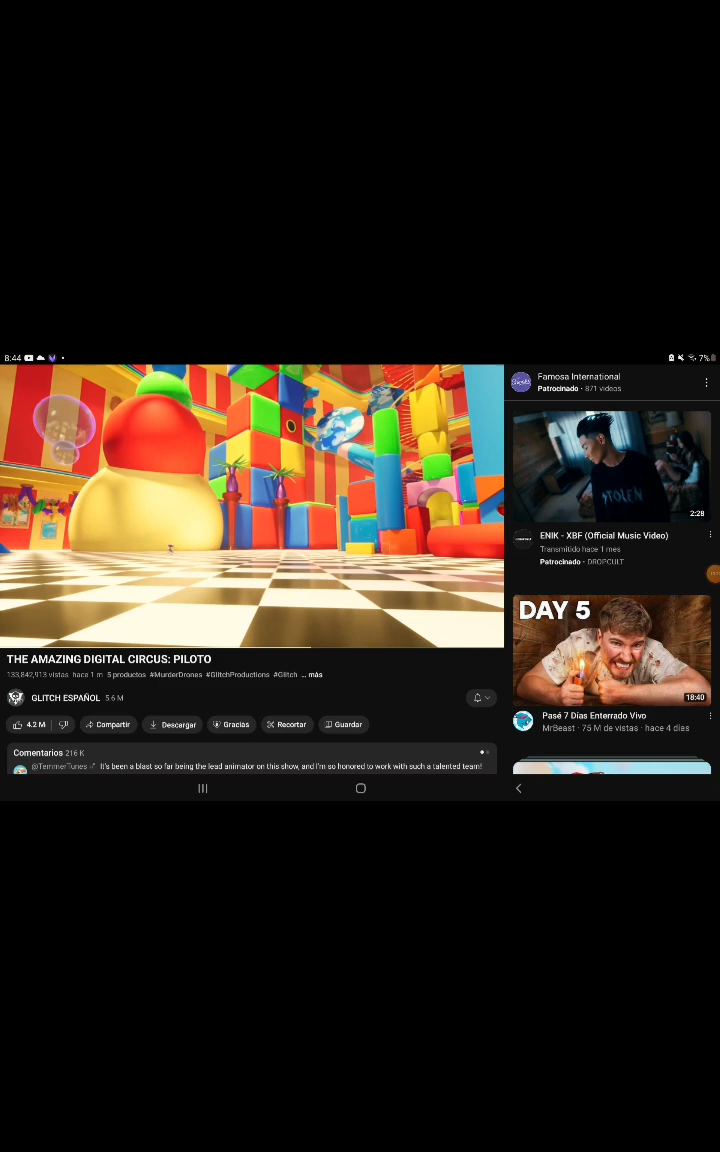 8:44
7%
THE AMAZING DIGITAL CIRCUS: PILOTO
133,842,913 vistas hace 1 m 5 productos #MurderDrones #GlitchProductions #Glitch ... más
GLITCH ESPAÑOL 5.6 M
4.2 M
Compartir
Descargar
Gracias
Recortar
Guardar
Comentarios 216 K
@TemmerTunes It's been a blast so far being the lead animator on this show, and I'm so honored to work with such a talented team!
Famosa International
Patrocinado · 871 videos
STOLEN
2:28
ENIK - XBF (Official Music Video)
Transmitido hace 1 mes
Patrocinado · DROPCULT
DAY 5
18:40
Pasé 7 Días Enterrado Vivo
MrBeast · 75 M de vistas · hace 4 días